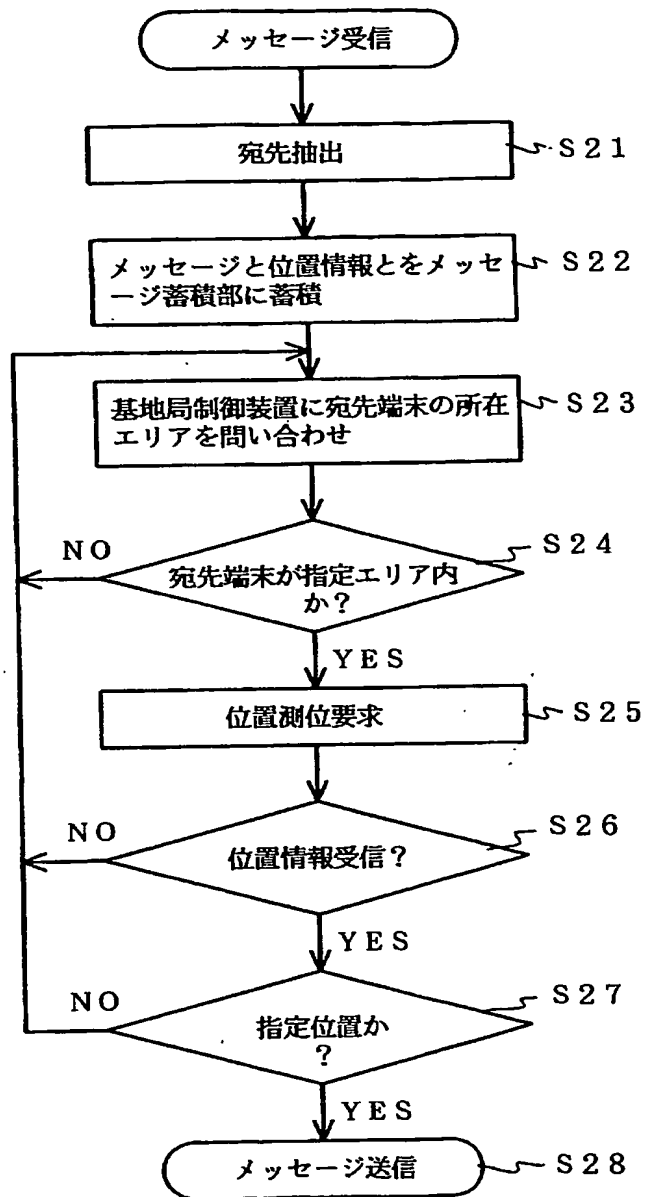 メッセージ受信
宛先抽出
S21
メッセージと位置情報とをメッセ
ージ蓄積部に蓄積
S22
基地局制御装置に宛先端末の所在
エリアを問い合わせ
S23
宛先端末が指定エリア内
か?
S24
NO
YES
位置測位要求
S25
位置情報受信?
S26
NO
YES
指定位置か
?
S27
NO
YES
メッセージ送信
S28